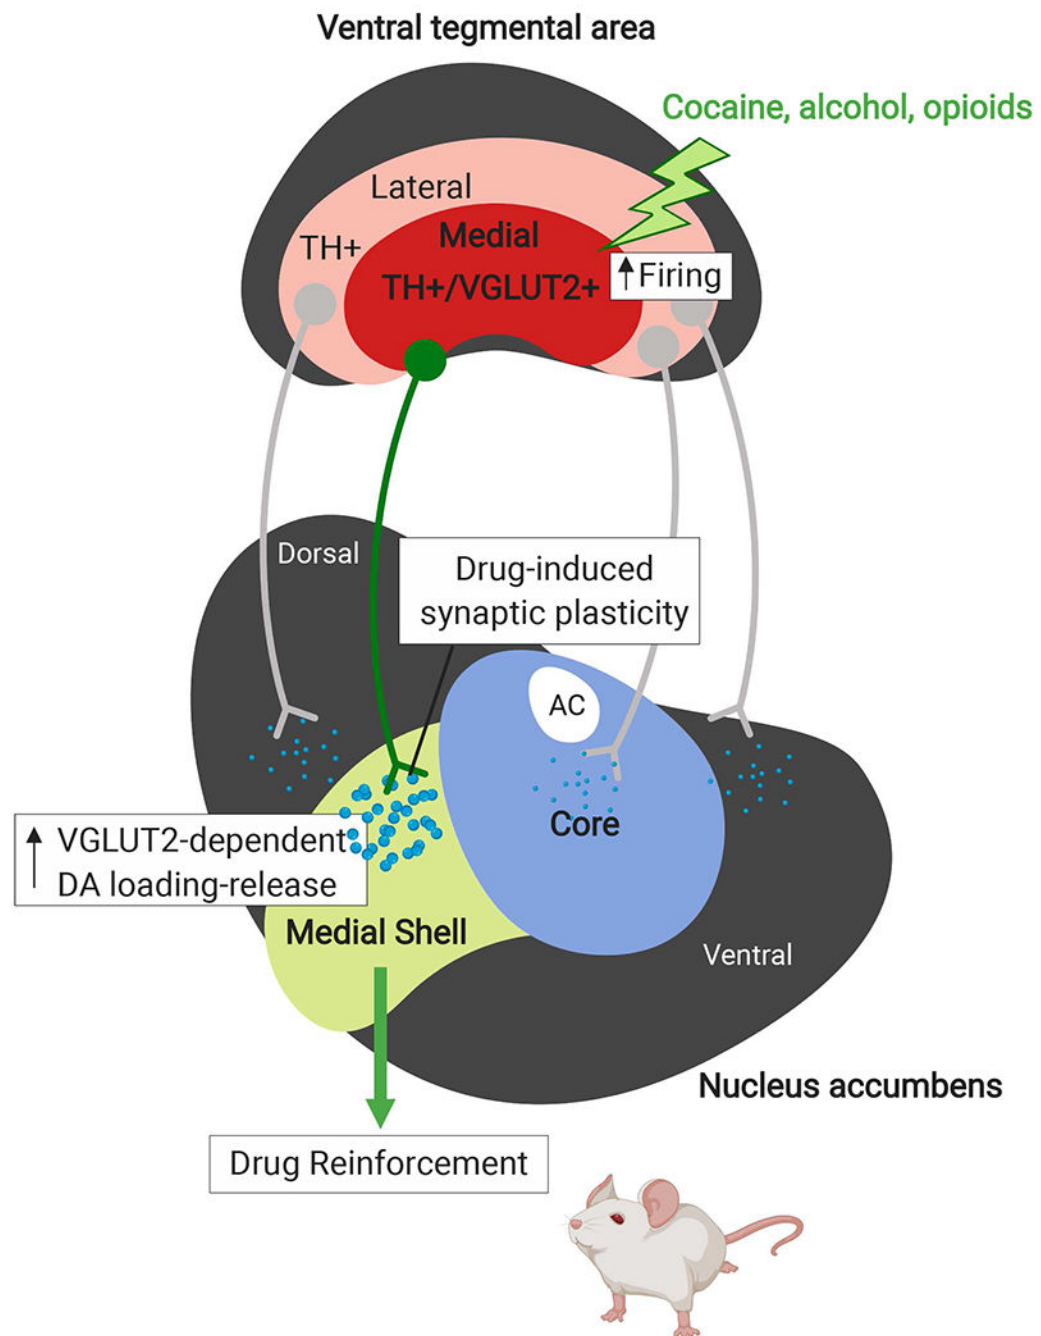 Ventral tegmental area
Cocaine, alcohol, opioids
Lateral
Medial
TH+
TH+/VGLUT2+
Firing
Dorsal
Drug-induced
synaptic plasticity
AC
Core
VGLUT2-dependent
DA loading-release
Medial Shell
Ventral
Nucleus accumbens
Drug Reinforcement